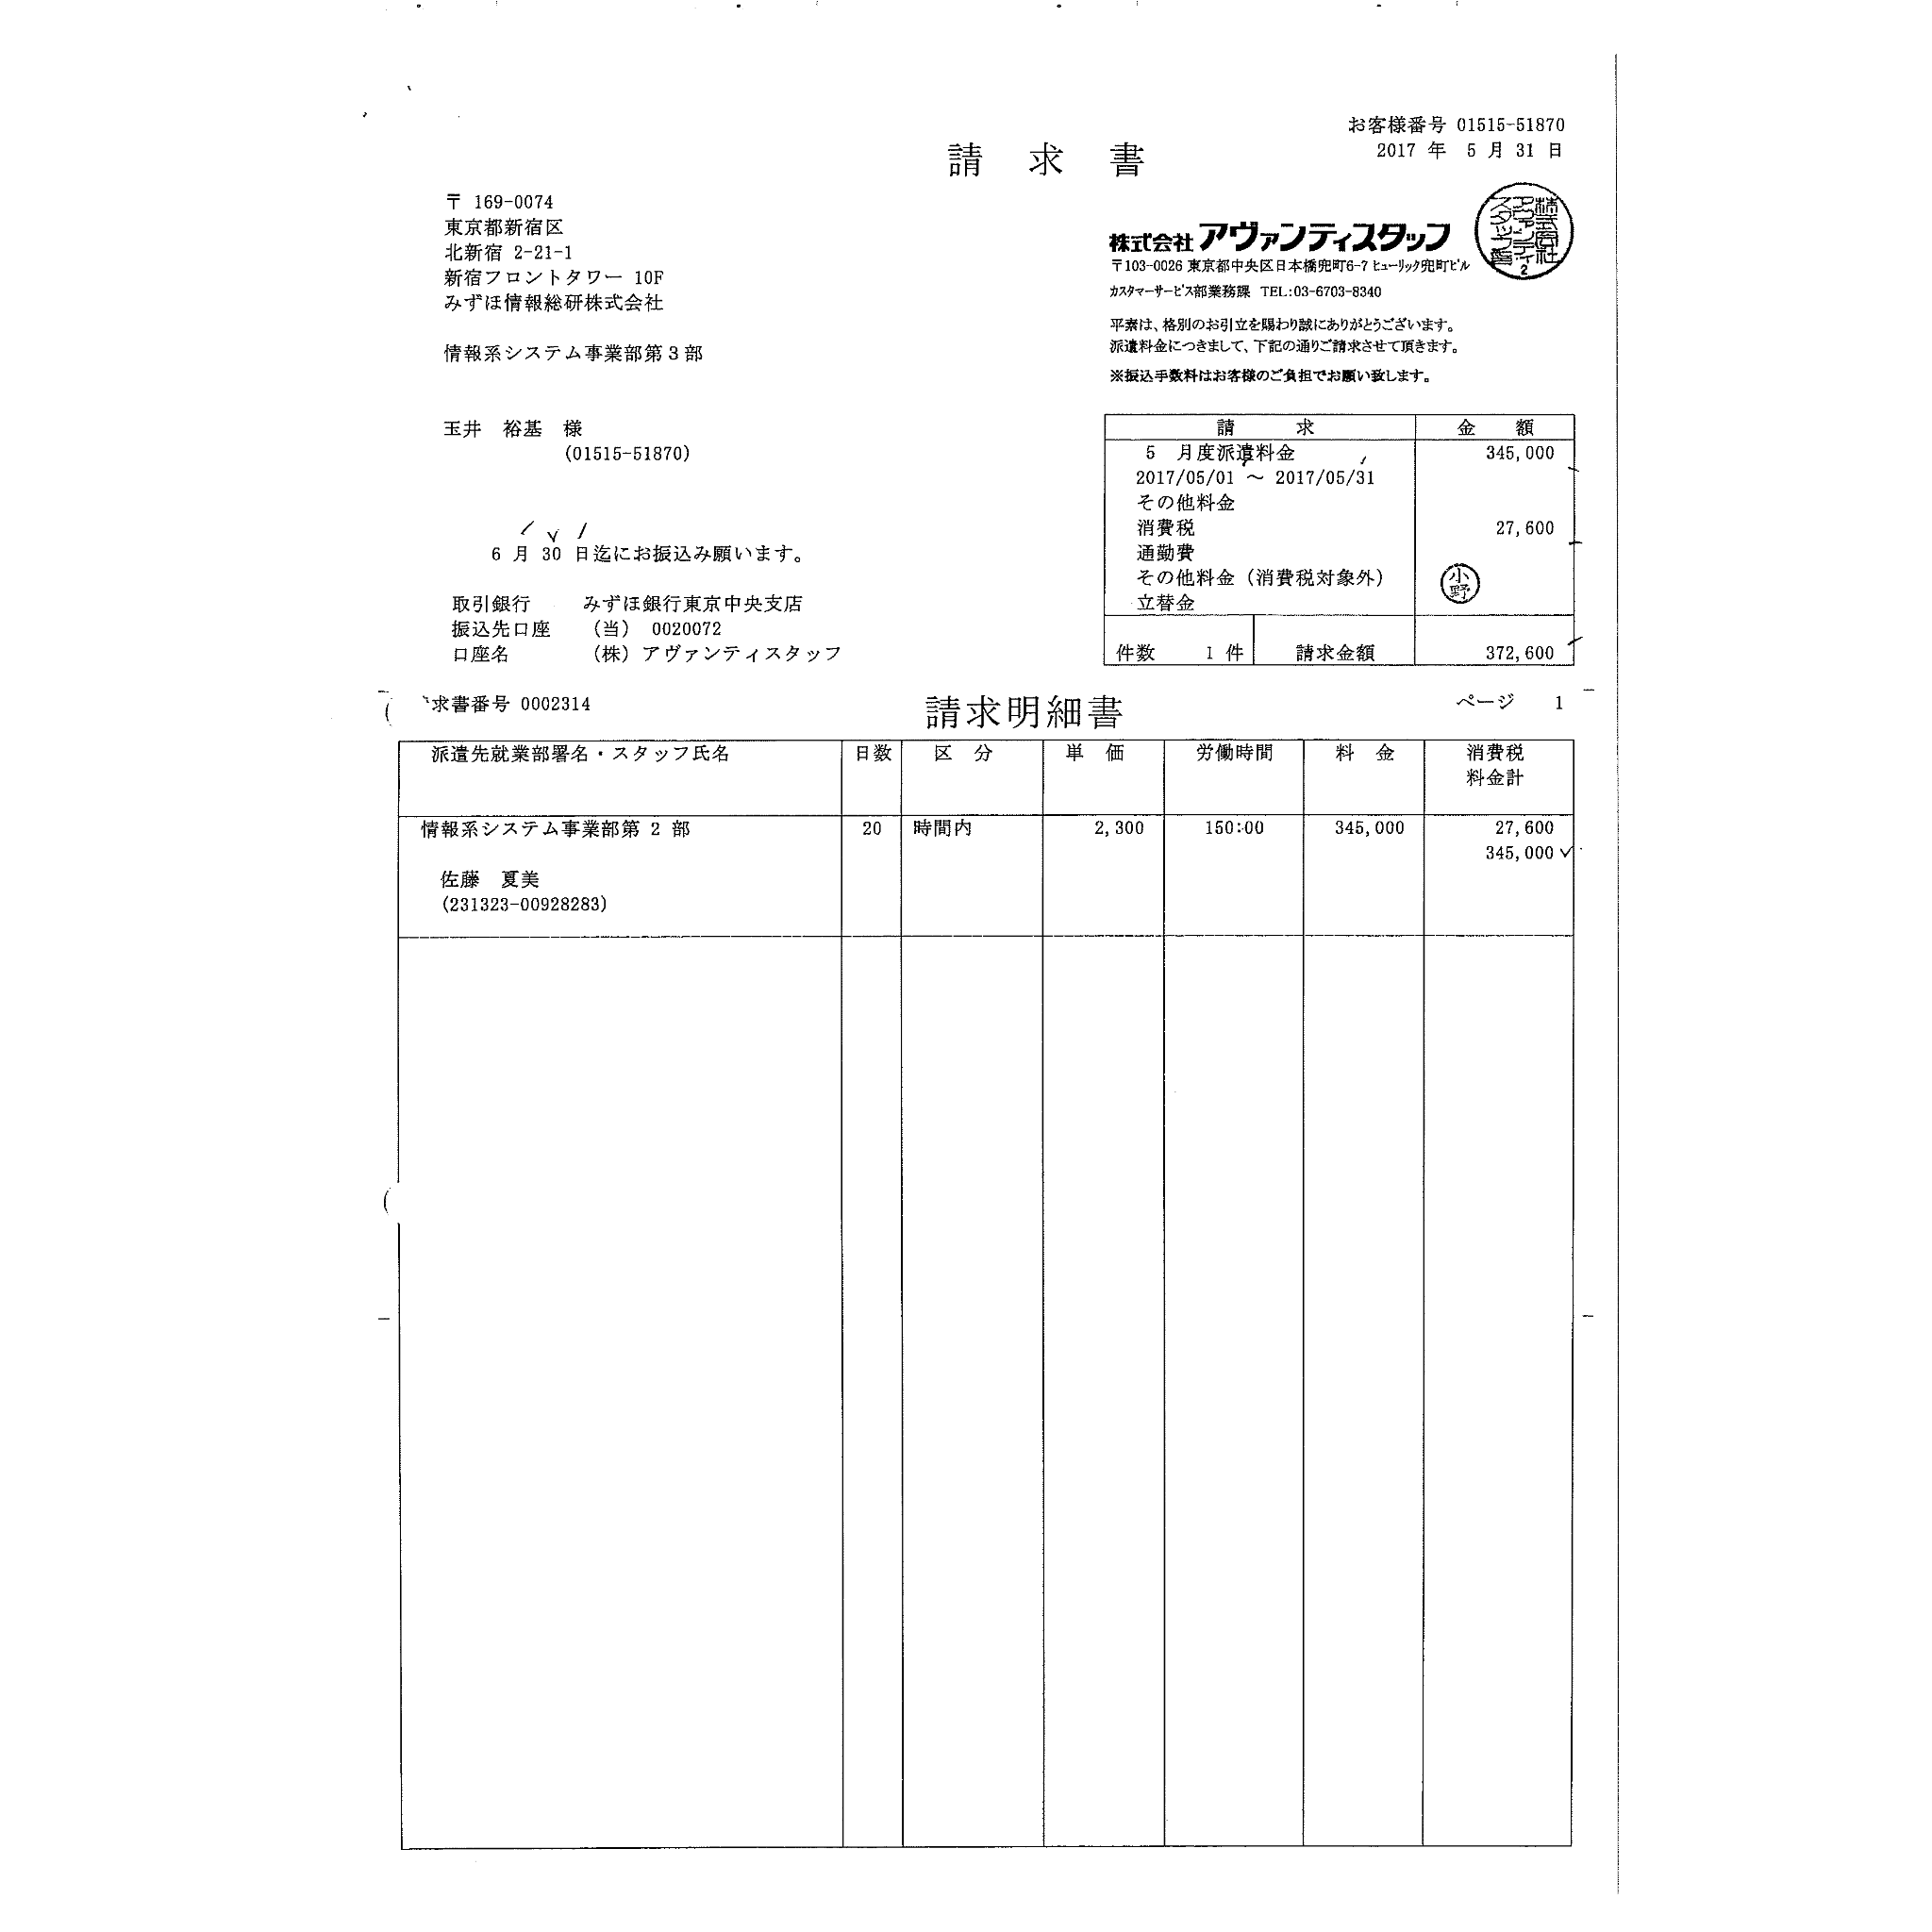 お客様番号 01515-51870
2017 年 5 月 31 日
請 求 書
〒 169-0074
東京都新宿区
北新宿 2-21-1
新宿フロントタワー 10F
みずほ情報総研株式会社
情報系システム事業部第３部
玉井 裕基 様
(01515-51870)
株式会社 アヴァンティスタッフ
〒103-0026 東京都中央区日本橋兜町6-7 ヒューリック兜町ビル
カスタマーサービス部業務課 TEL:03-6703-8340
平素は、格別のお引立を賜わり誠にありがとうございます。
派遣料金につきまして、下記の通りご請求させて頂きます。
※振込手数料はお客様のご負担でお願い致します。
6 月 30 日迄にお振込み願います。
取引銀行 みずほ銀行東京中央支店
振込先口座 （当） 0020072
口座名 （株）アヴァンティスタッフ
請 求 金 額
5 月度派遣料金 345,000
2017/05/01 ～ 2017/05/31
その他料金
消費税 27,600
通勤費
その他料金（消費税対象外）
小野
立替金
件数 1 件 請求金額 372,600
求書番号 0002314
請求明細書
ページ 1
派遣先就業部署名・スタッフ氏名 日数 区 分 単 価 労働時間 料 金 消費税
料金計
情報系システム事業部第 2 部 20 時間内 2,300 150:00 345,000 27,600
345,000
佐藤 夏美
(231323-00928283)